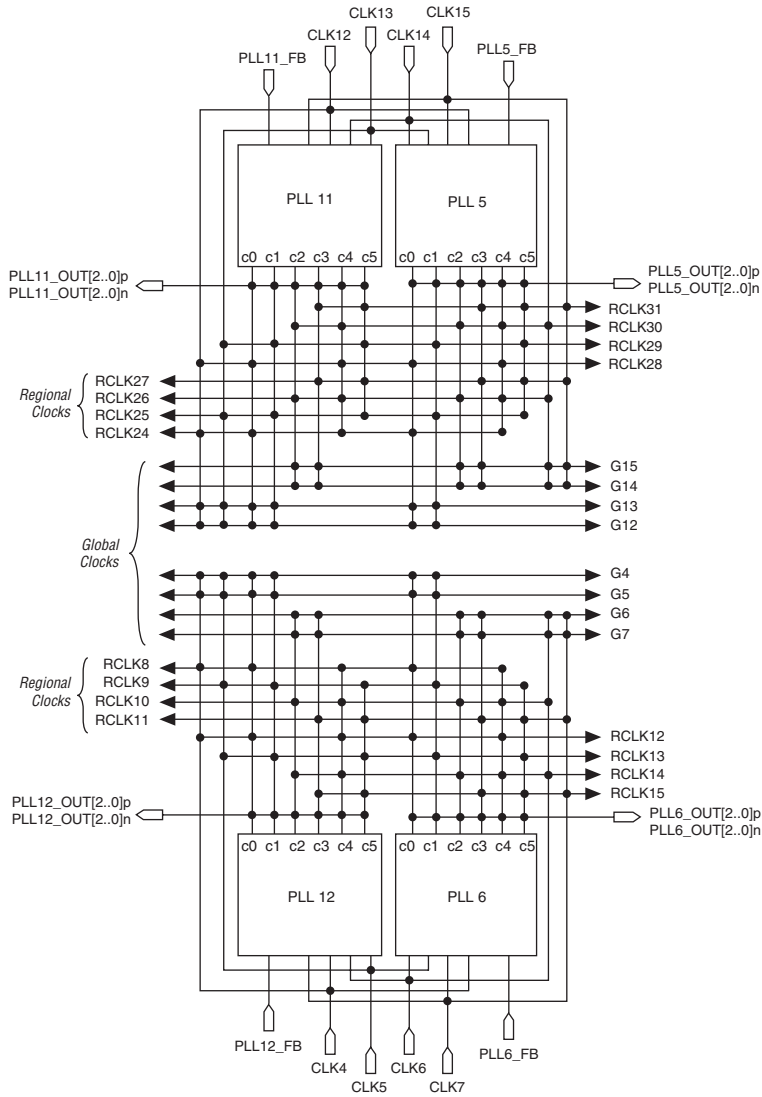 CLK13
CLK15
CLK12
CLK14
PLL11_FB
PLL5_FB
PLL 11
PLL 5
c0 c1 c2 c3 c4 c5
c0 c1 c2 c3 c4 c5
PLL11_OUT[2..0]p
PLL11_OUT[2..0]n
PLL5_OUT[2..0]p
PLL5_OUT[2..0]n
RCLK31
RCLK30
RCLK29
RCLK28
Regional
Clocks
RCLK27
RCLK26
RCLK25
RCLK24
G15
G14
G13
G12
Global
Clocks
G4
G5
G6
G7
Regional
Clocks
RCLK8
RCLK9
RCLK10
RCLK11
RCLK12
RCLK13
RCLK14
RCLK15
PLL12_OUT[2..0]p
PLL12_OUT[2..0]n
PLL6_OUT[2..0]p
PLL6_OUT[2..0]n
c0 c1 c2 c3 c4 c5
c0 c1 c2 c3 c4 c5
PLL 12
PLL 6
PLL12_FB
PLL6_FB
CLK4
CLK6
CLK5
CLK7